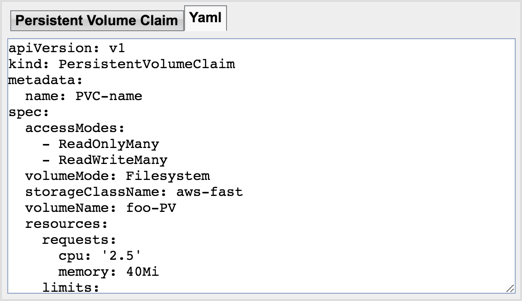 Persistent Volume Claim
Yaml
apiVersion: v1
kind: PersistentVolumeClaim
metadata:
  name: PVC-name
spec:
  accessModes:
    - ReadOnlyMany
    - ReadWriteMany
  volumeMode: Filesystem
  storageClassName: aws-fast
  volumeName: foo-PV
  resources:
    requests:
      cpu: '2.5'
      memory: 40Mi
    limits: